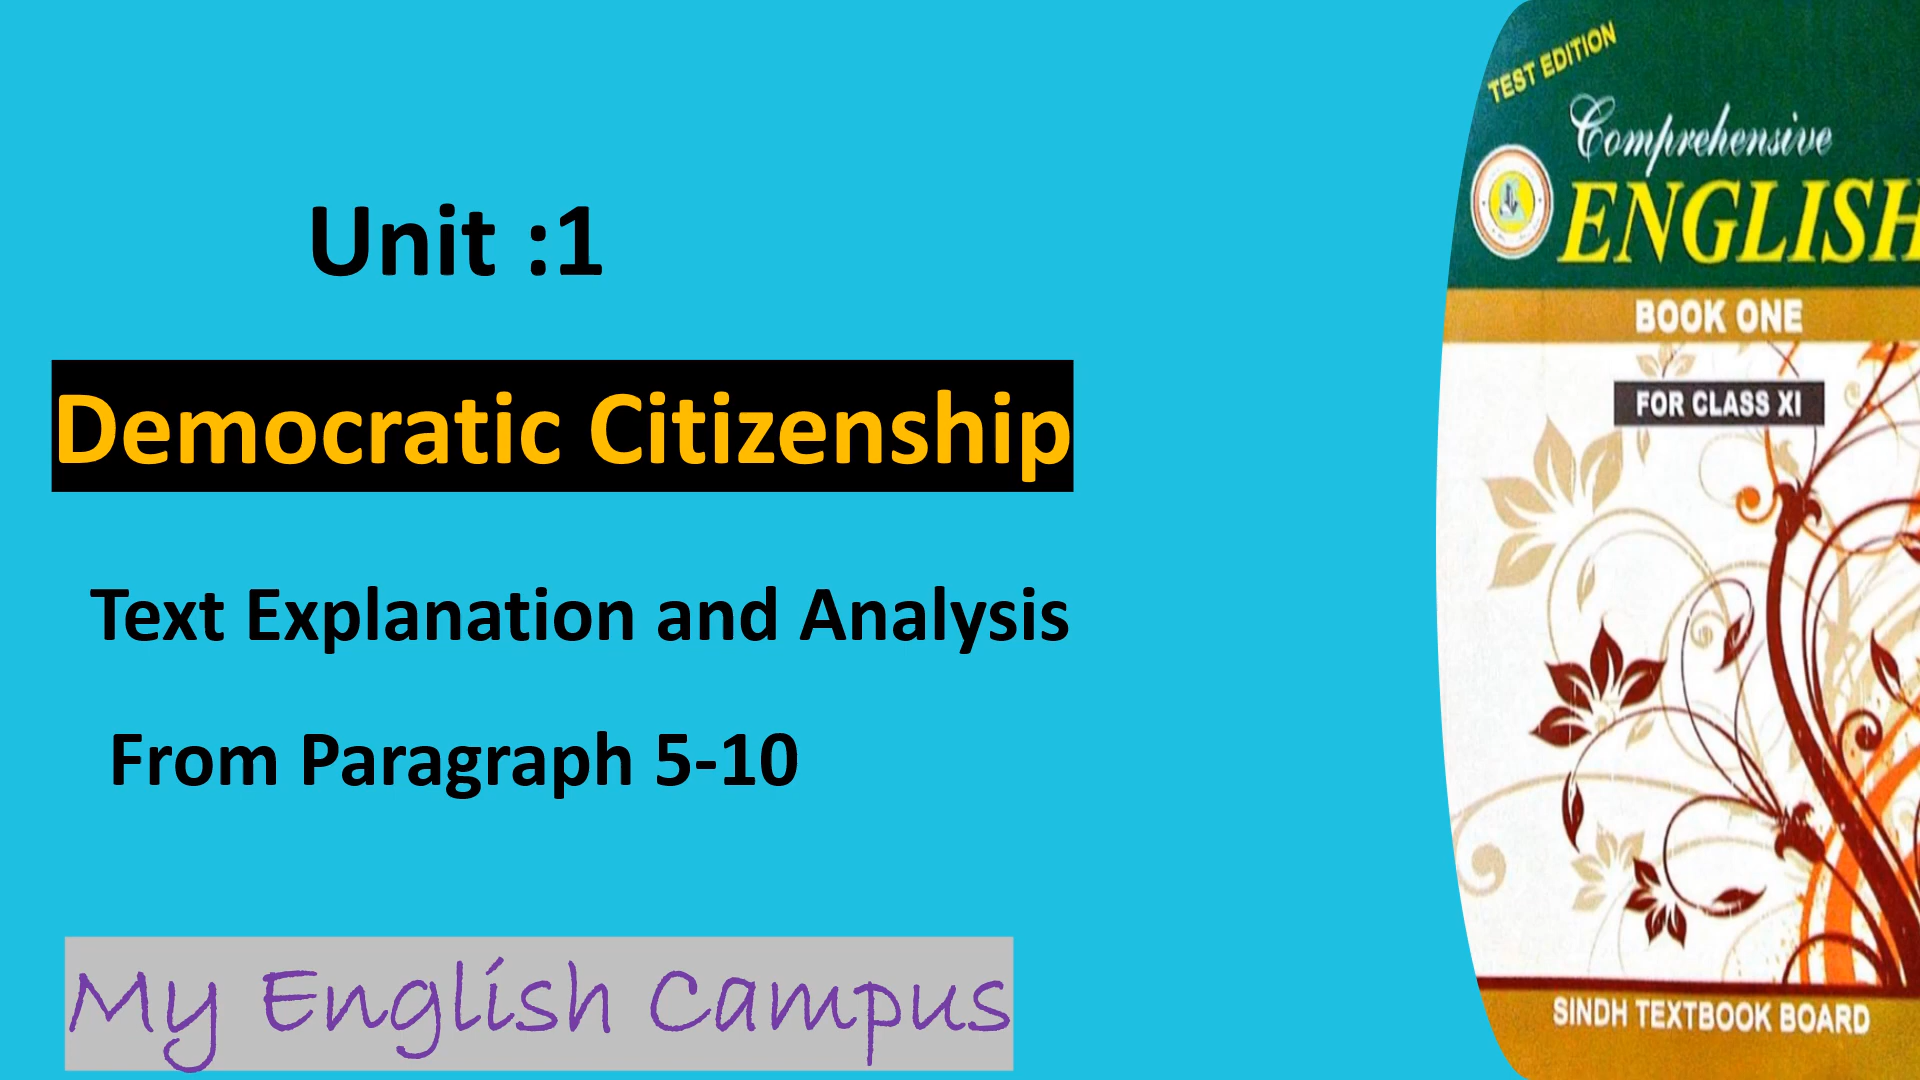 Unit :1
Democratic Citizenship
Text Explanation and Analysis
From Paragraph 5-10
My English Campus
TEST EDITION
Comprehensive
ENGLISH
BOOK ONE
FOR CLASS XI
SINDH TEXTBOOK BOARD